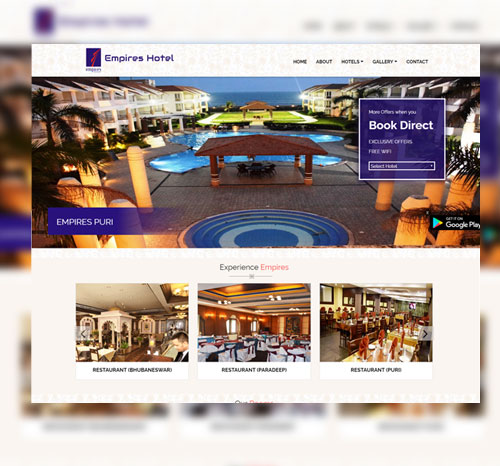 Empires Hotel
EMPIRES
HOME ABOUT HOTELS GALLERY CONTACT
More Offers when you
Book Direct
EXCLUSIVE OFFERS
FREE WIFI
Select Hotel
EMPIRES PURI
GET IT ON
Google Play
Experience Empires
RESTAURANT (BHUBANESWAR)
RESTAURANT (PARADEEP)
RESTAURANT (PURI)